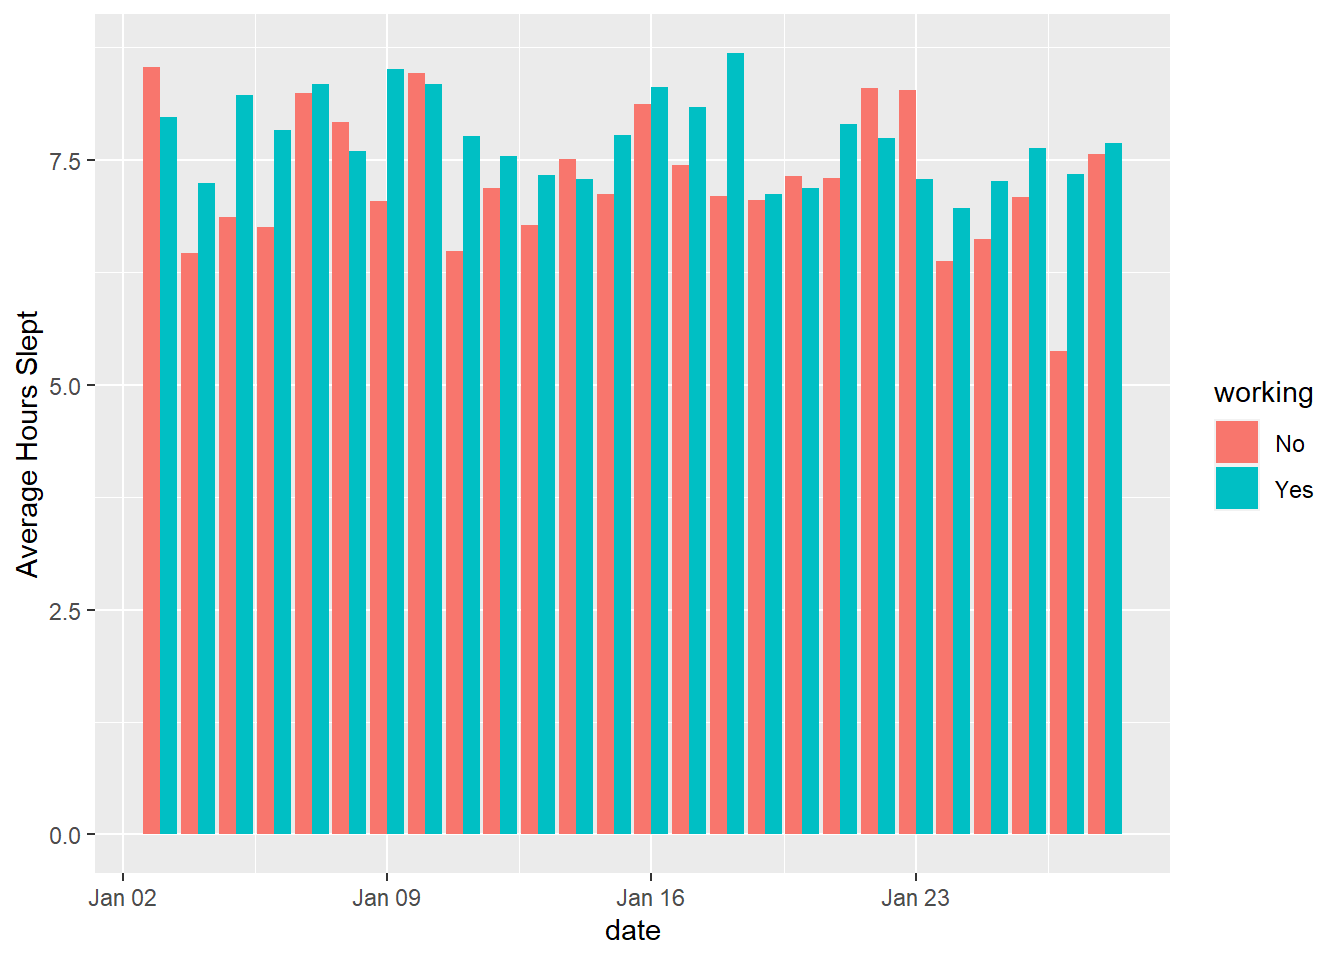 Average Hours Slept
7.5
5.0
2.5
0.0
Jan 02
Jan 09
Jan 16
Jan 23
date
working
No
Yes